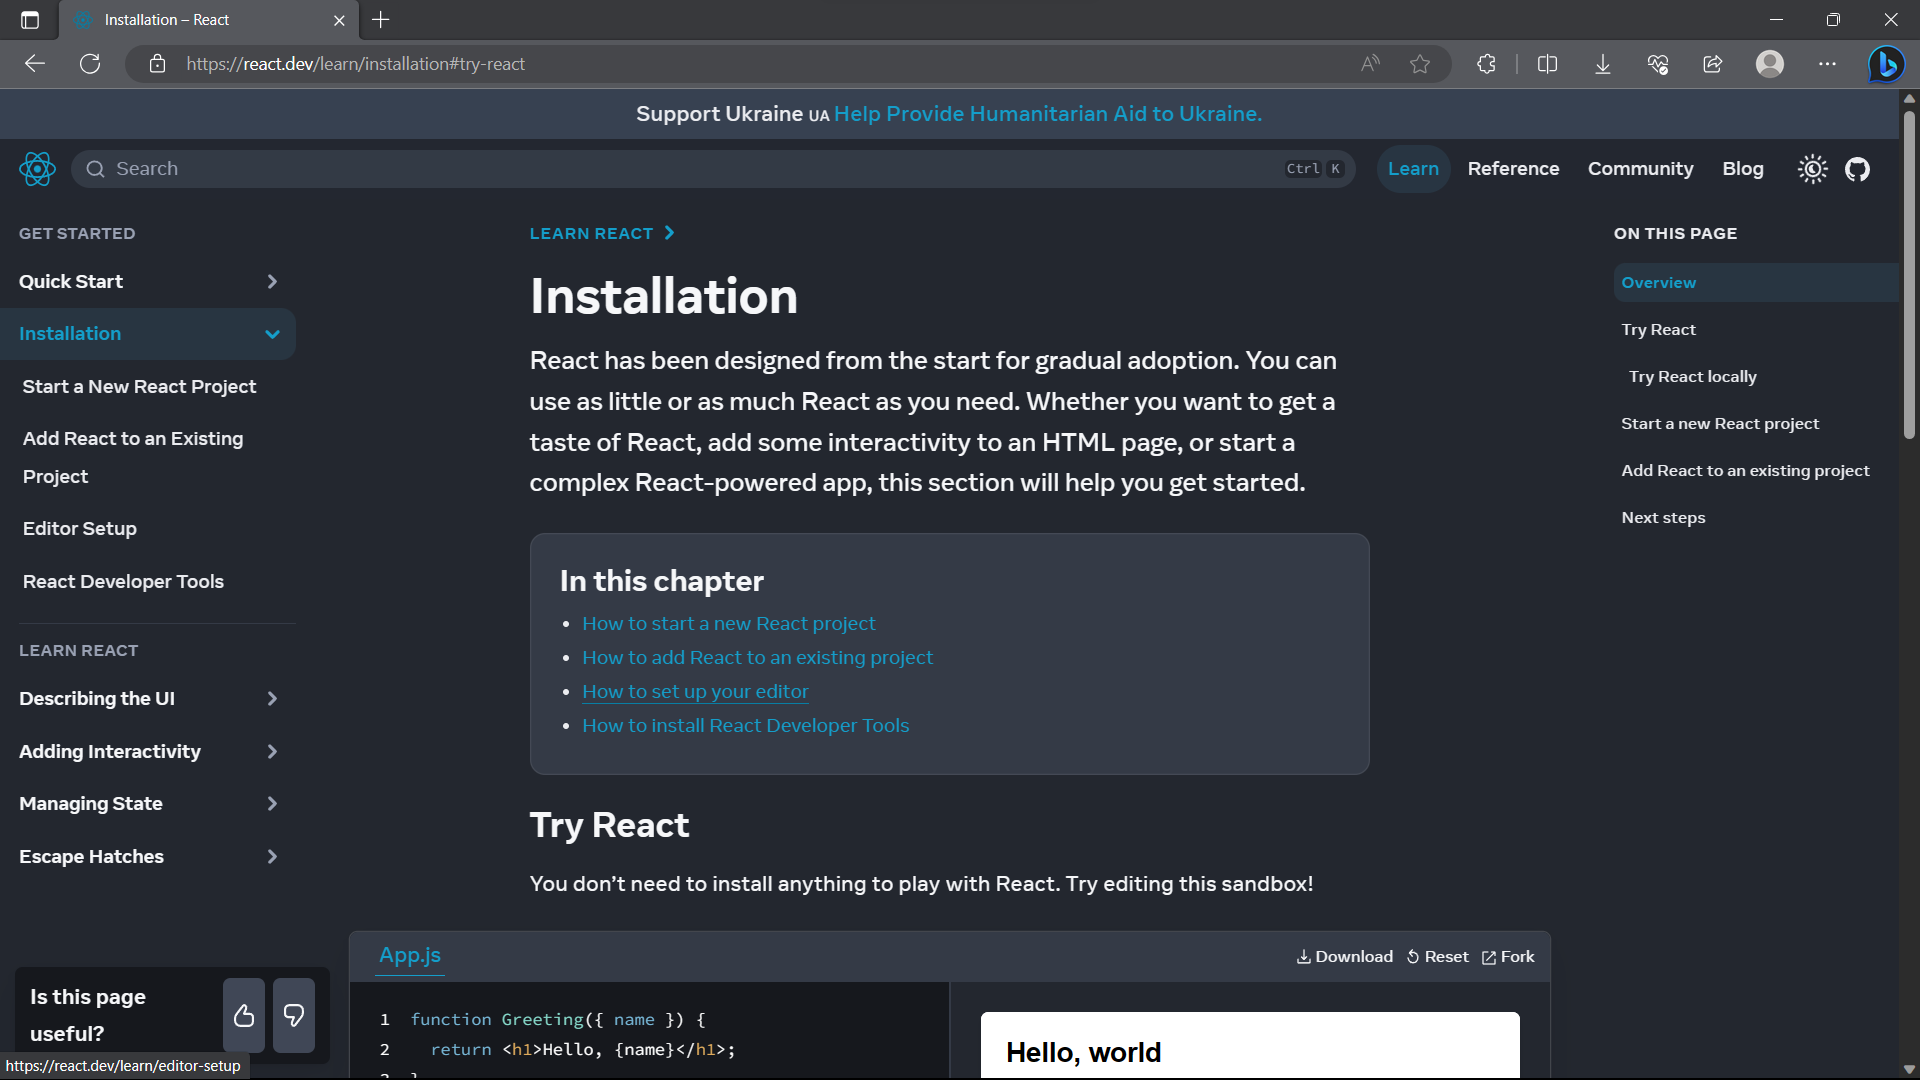 Installation – React
https://react.dev/learn/installation#try-react
Support Ukraine UA Help Provide Humanitarian Aid to Ukraine.
Search
Ctrl K
Learn
Reference
Community
Blog
GET STARTED
Quick Start
Installation
Start a New React Project
Add React to an Existing
Project
Editor Setup
React Developer Tools
LEARN REACT
Describing the UI
Adding Interactivity
Managing State
Escape Hatches
Is this page
useful?
https://react.dev/learn/editor-setup
LEARN REACT
Installation
React has been designed from the start for gradual adoption. You can
use as little or as much React as you need. Whether you want to get a
taste of React, add some interactivity to an HTML page, or start a
complex React-powered app, this section will help you get started.
In this chapter
• How to start a new React project
• How to add React to an existing project
• How to set up your editor
• How to install React Developer Tools
Try React
You don’t need to install anything to play with React. Try editing this sandbox!
App.js
Download
Reset
Fork
1 function Greeting({ name }) {
2 return <h1>Hello, {name}</h1>;
Hello, world
ON THIS PAGE
Overview
Try React
Try React locally
Start a new React project
Add React to an existing project
Next steps